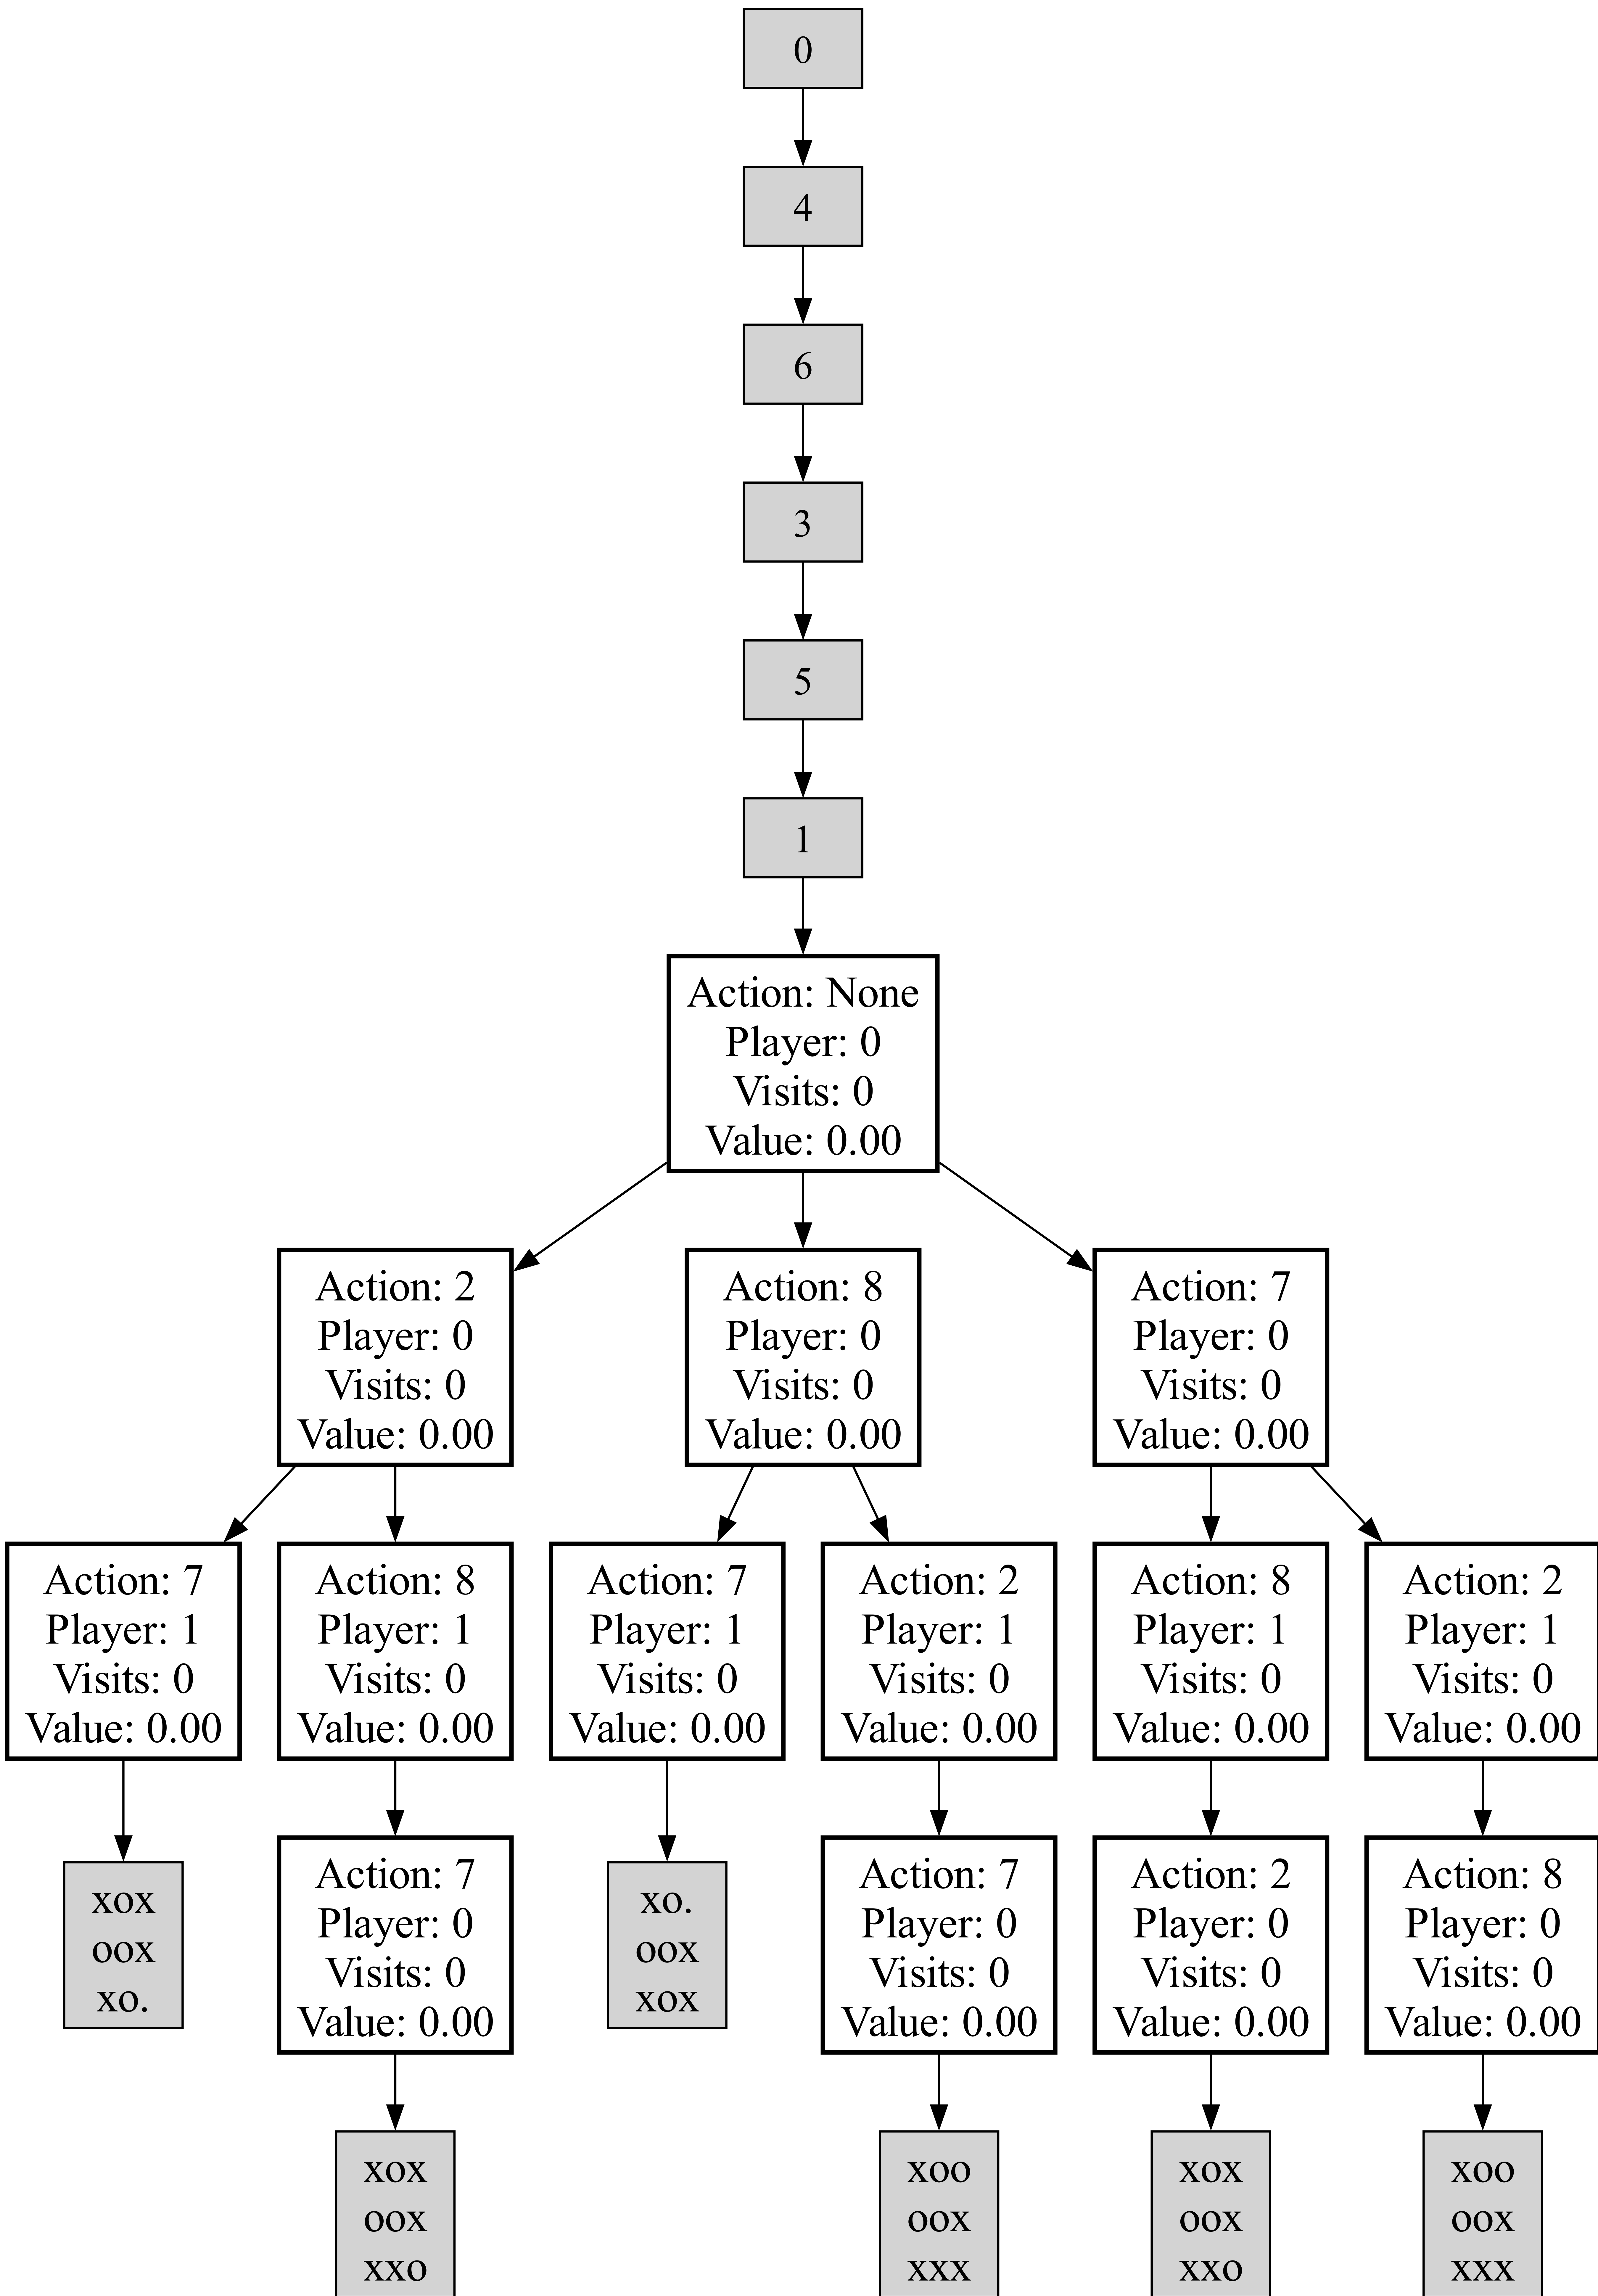 0
4
6
3
5
1
Action: None
Player: 0
Visits: 0
Value: 0.00
Action: 2
Player: 0
Visits: 0
Value: 0.00
Action: 8
Player: 0
Visits: 0
Value: 0.00
Action: 7
Player: 0
Visits: 0
Value: 0.00
Action: 7
Player: 1
Visits: 0
Value: 0.00
Action: 8
Player: 1
Visits: 0
Value: 0.00
Action: 7
Player: 1
Visits: 0
Value: 0.00
Action: 2
Player: 1
Visits: 0
Value: 0.00
Action: 8
Player: 1
Visits: 0
Value: 0.00
Action: 2
Player: 1
Visits: 0
Value: 0.00
xox
oox
xo.
Action: 7
Player: 0
Visits: 0
Value: 0.00
xo.
oox
xox
Action: 7
Player: 0
Visits: 0
Value: 0.00
Action: 2
Player: 0
Visits: 0
Value: 0.00
Action: 8
Player: 0
Visits: 0
Value: 0.00
xox
oox
xxo
xoo
oox
xxx
xox
oox
xxo
xoo
oox
xxx